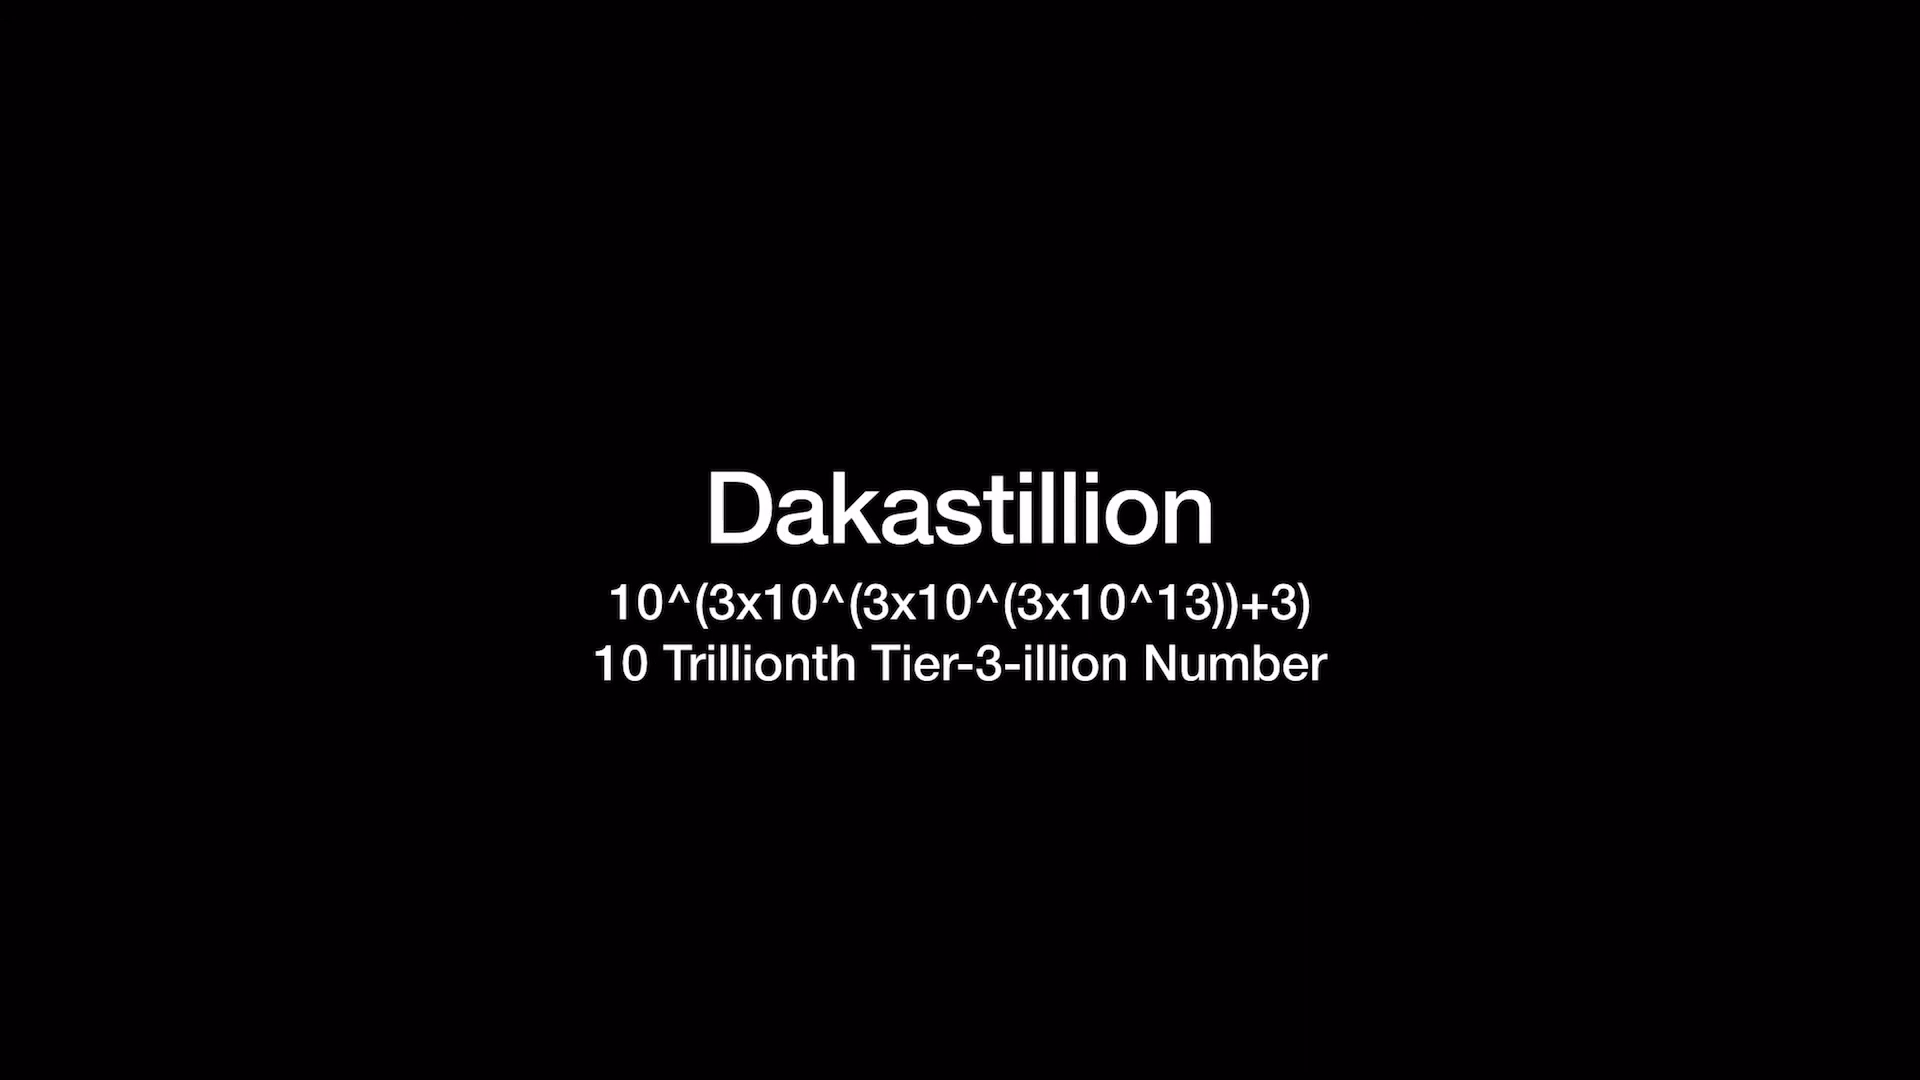 Dakastillion
10^(3x10^(3x10^(3x10^13))+3)
10 Trillionth Tier-3-illion Number